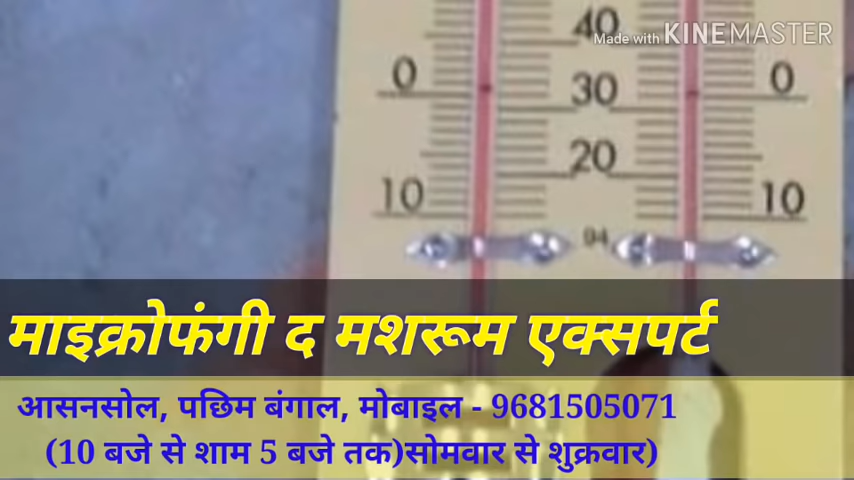 40
Made with KINEMASTER
0 30 0
20
10 10
94
माइक्रोफंगी द मशरूम एक्सपर्ट
आसनसोल, पछिम बंगाल, मोबाइल - 9681505071
(10 बजे से शाम 5 बजे तक)सोमवार से शुक्रवार)